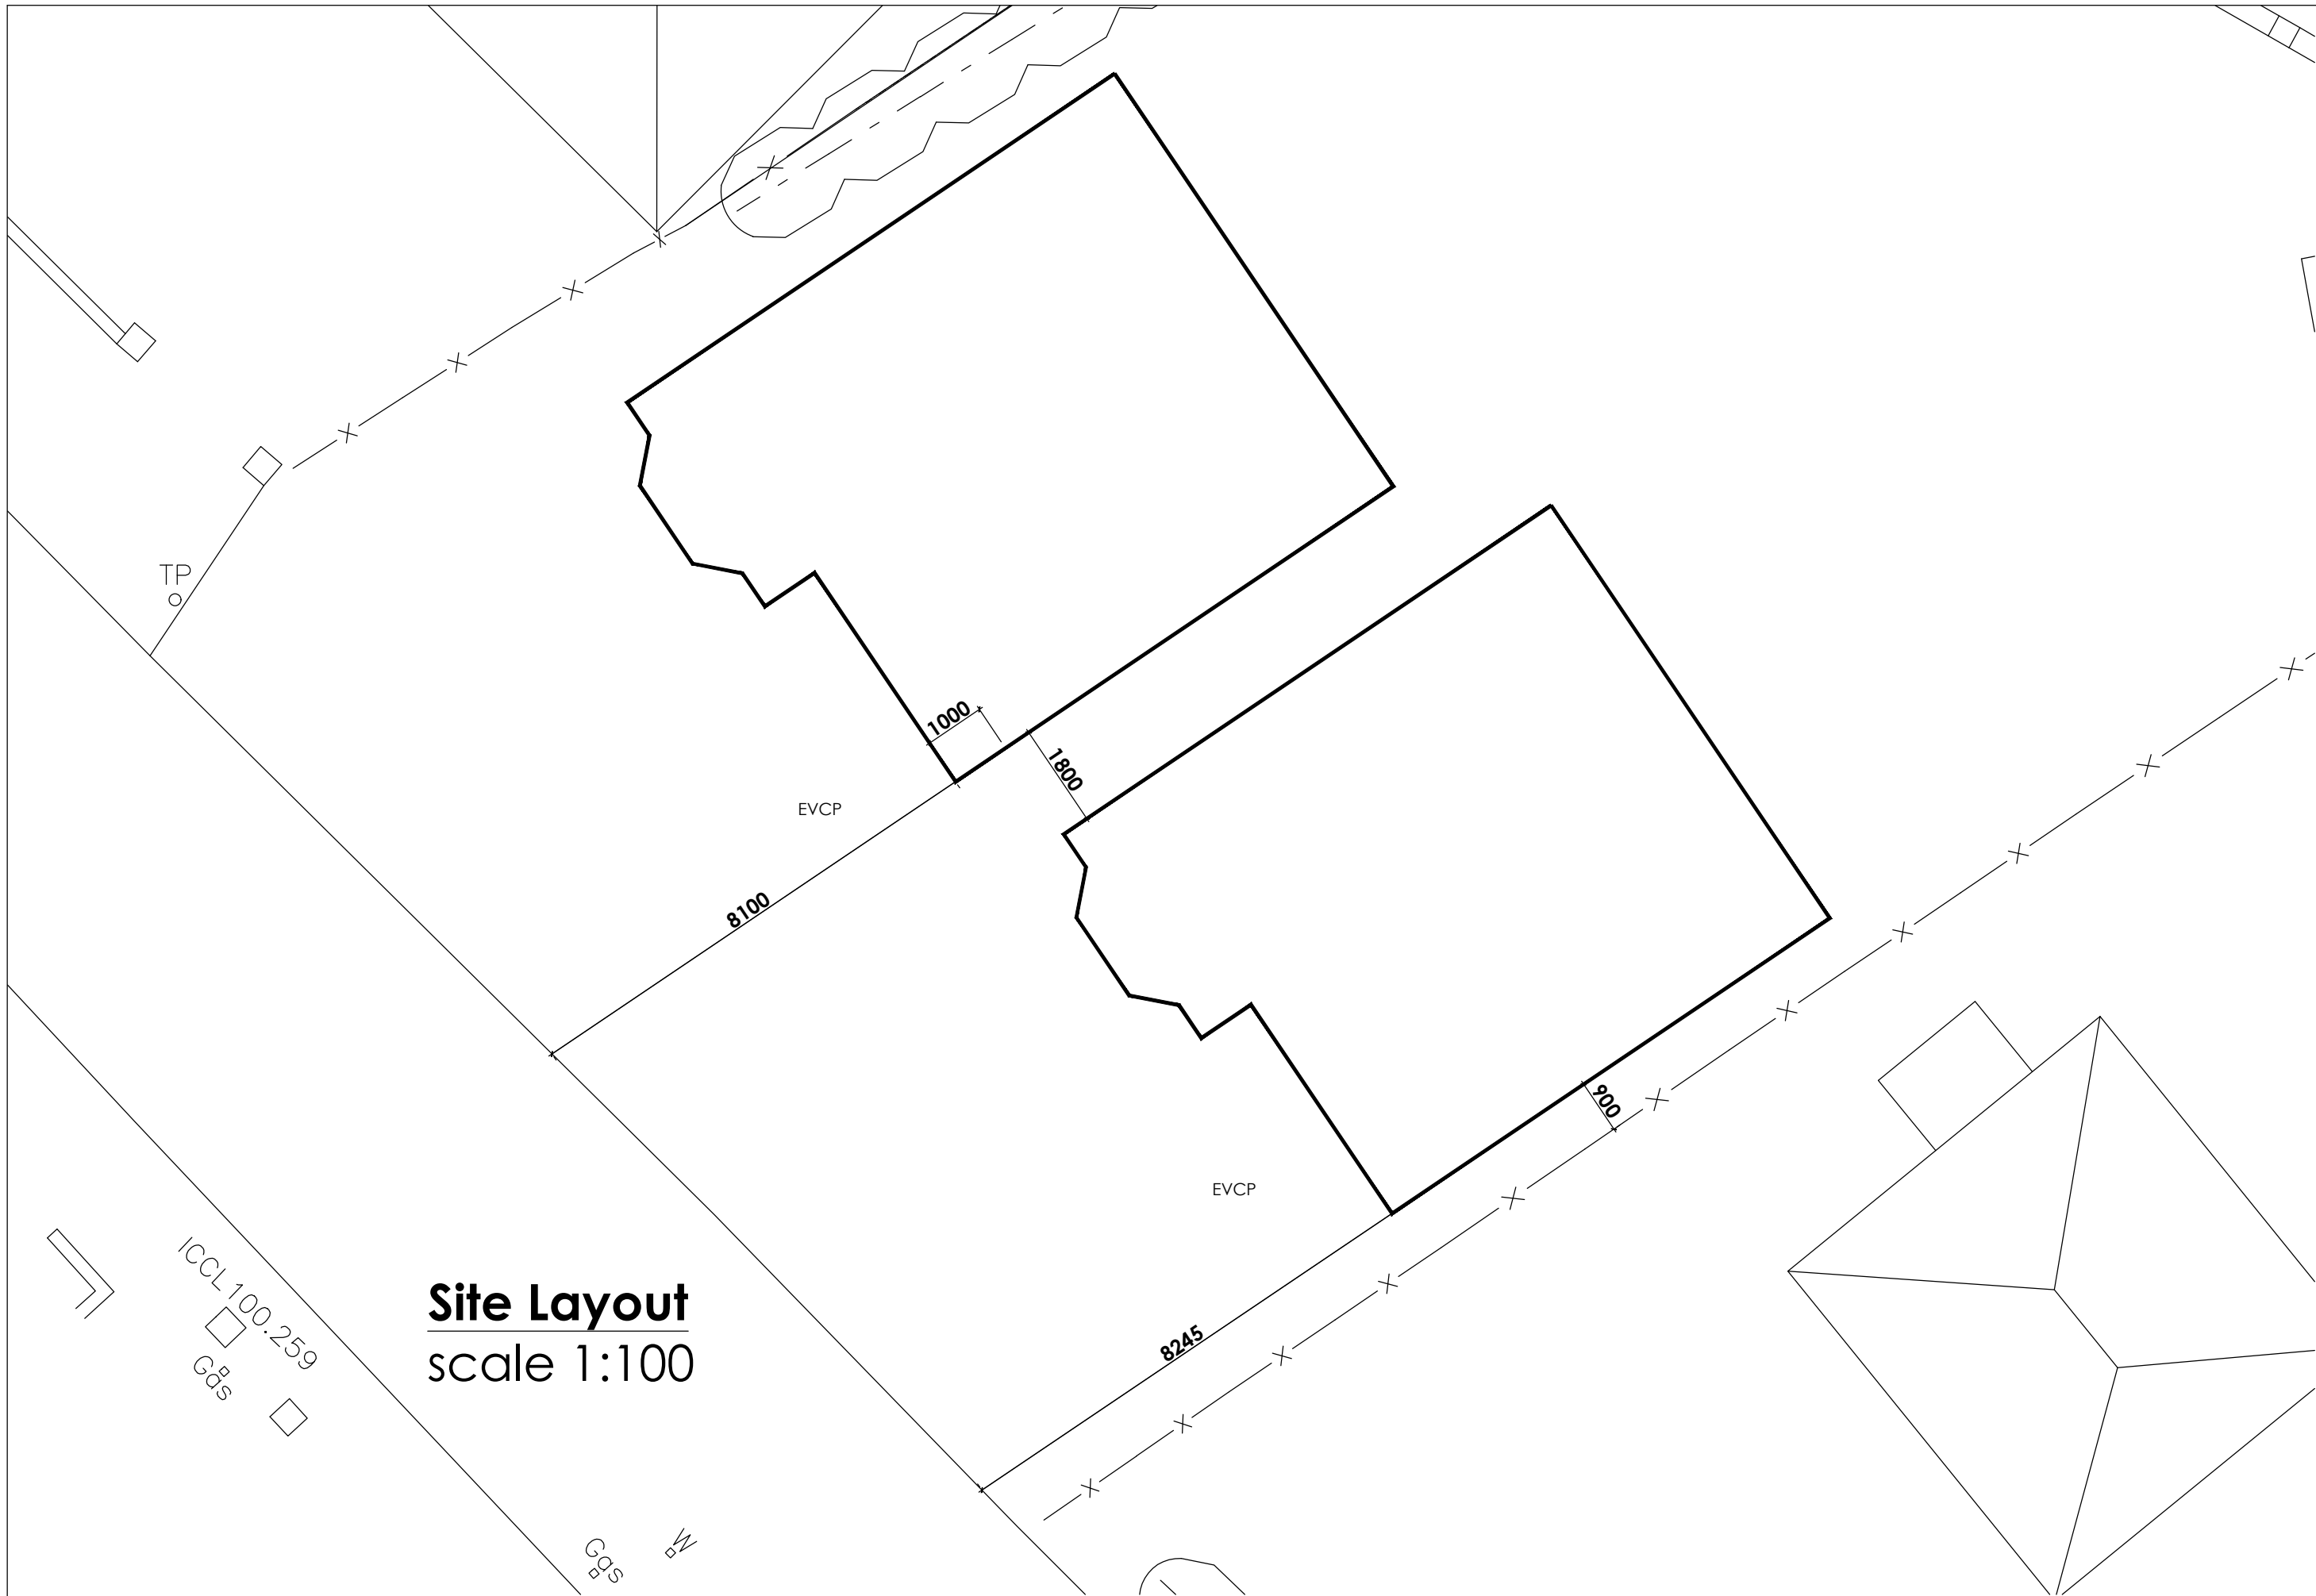 TP
1000
1800
EVCP
8100
900
EVCP
ICCL 100.259
Gas
Site Layout
scale 1:100
8245
Gas
W